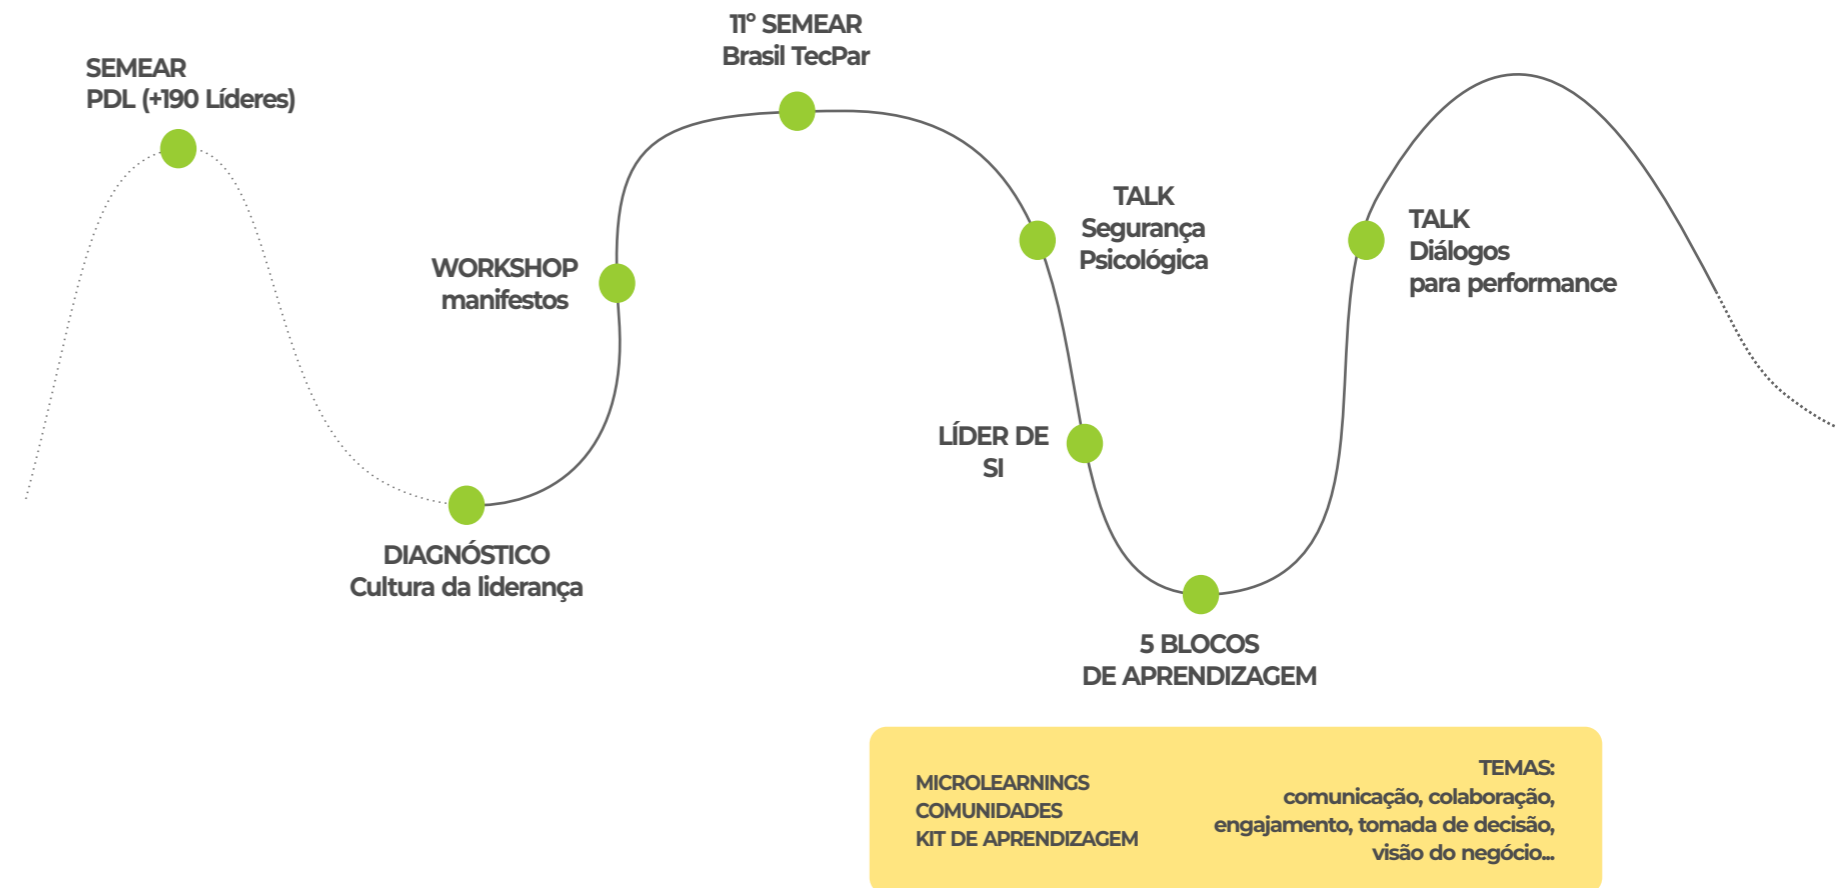 SEMEAR
PDL (+190 Líderes)
DIAGNÓSTICO
Cultura da liderança
WORKSHOP
manifestos
11º SEMEAR
Brasil TecPar
TALK
Segurança
Psicológica
LÍDER DE
SI
5 BLOCOS
DE APRENDIZAGEM
TALK
Diálogos
para performance
MICROLEARNINGS
COMUNIDADES
KIT DE APRENDIZAGEM
TEMAS:
comunicação, colaboração,
engajamento, tomada de decisão,
visão do negócio...